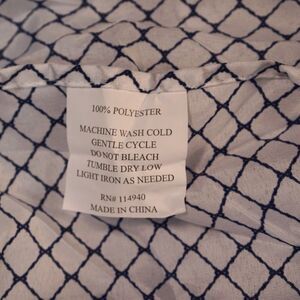 100% POLYESTER
MACHINE WASH COLD
GENTLE CYCLE
DO NOT BLEACH
TUMBLE DRY LOW
LIGHT IRON AS NEEDED
RN# 114940
MADE IN CHINA